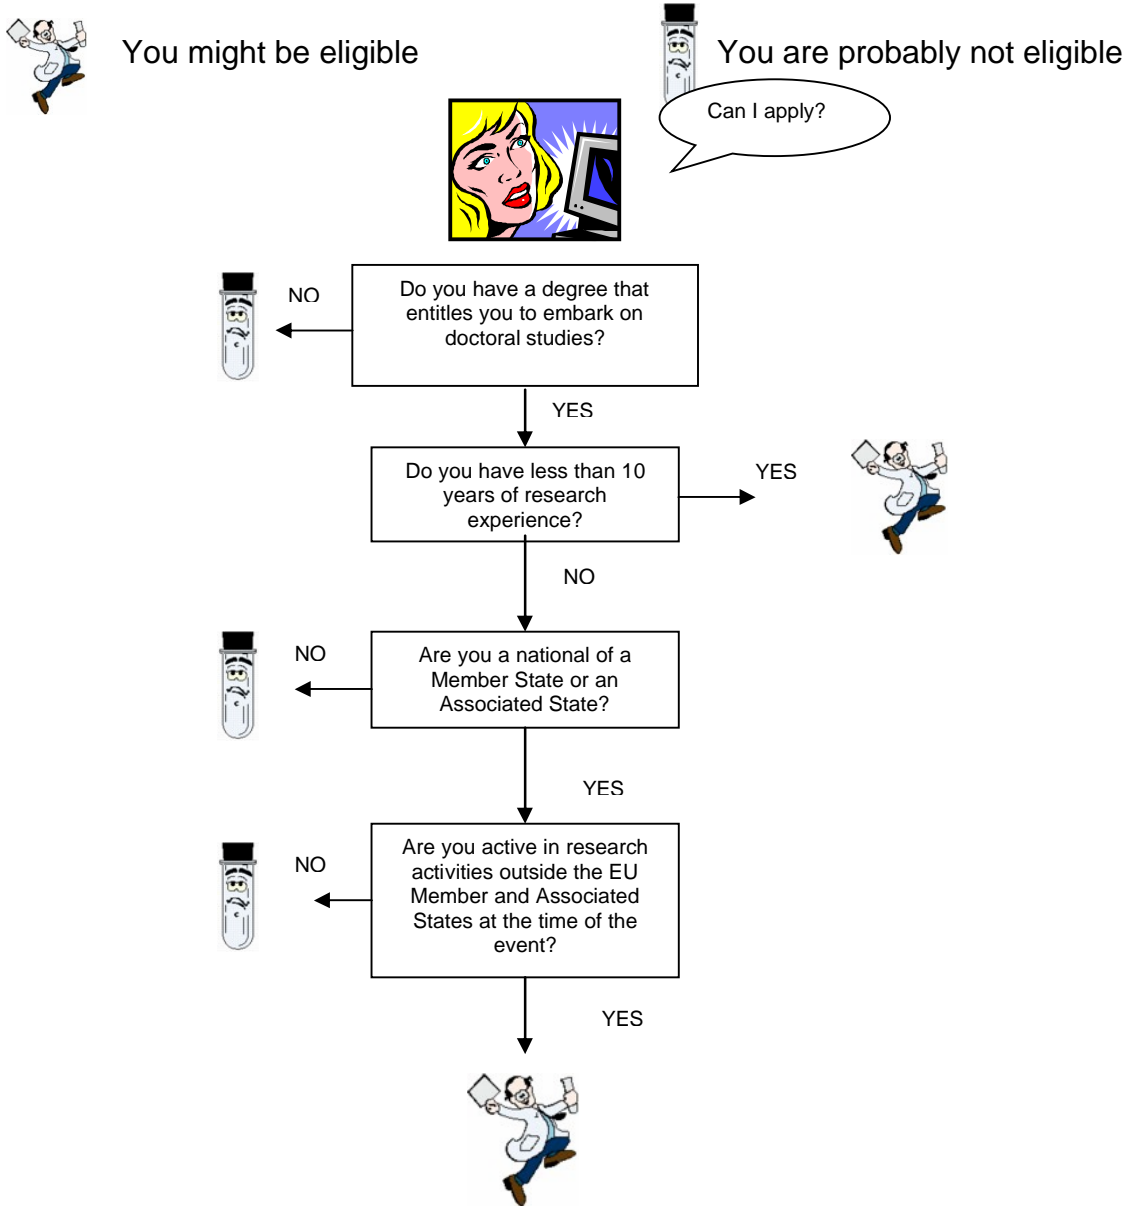 You might be eligible
You are probably not eligible
Can I apply?
Do you have a degree that
entitles you to embark on
doctoral studies?
NO
YES
Do you have less than 10
years of research
experience?
YES
NO
Are you a national of a
Member State or an
Associated State?
NO
YES
Are you active in research
activities outside the EU
Member and Associated
States at the time of the
event?
NO
YES